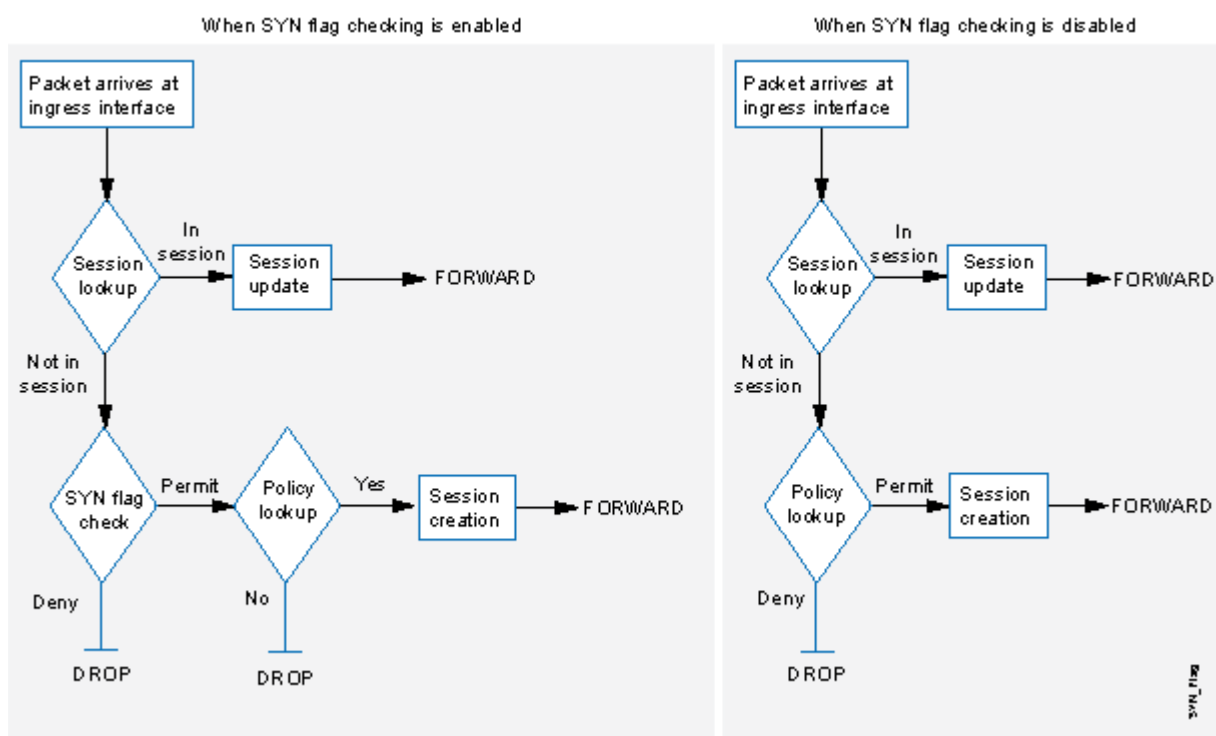 When SYN flag checking is enabled
Packet arrives at
ingress interface
In
session
Session
lookup
Session
update
FORWARD
Not in
session
SYN flag
check
Permit
Policy
lookup
Yes
Session
creation
FORWARD
Deny
No
DROP
DROP
When SYN flag checking is disabled
Packet arrives at
ingress interface
In
session
Session
lookup
Session
update
FORWARD
Not in
session
Policy
lookup
Permit
Session
creation
FORWARD
Deny
DROP